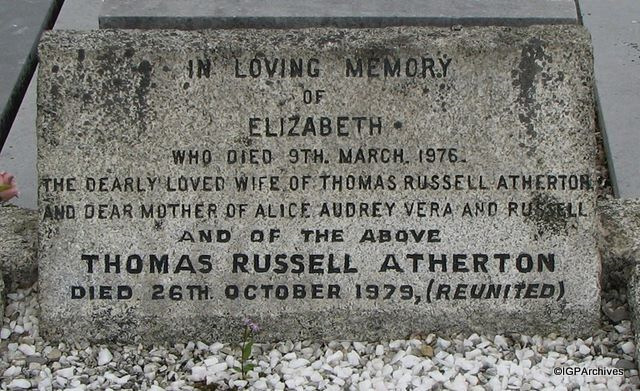 IN LOVING MEMORY
OF
ELIZABETH
WHO DIED 9TH. MARCH. 1976.
THE DEARLY LOVED WIFE OF THOMAS RUSSELL ATHERTON
AND DEAR MOTHER OF ALICE AUDREY VERA AND RUSSELL
AND OF THE ABOVE
THOMAS RUSSELL ATHERTON
DIED 26TH OCTOBER 1979, (REUNITED)
©IGPArchives